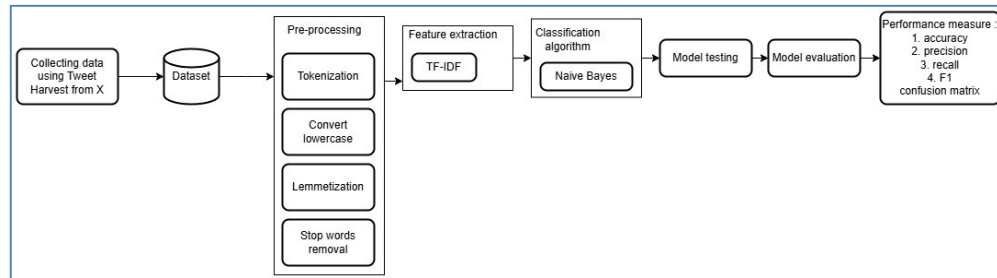 Collecting data
using Tweet
Harvest from X
Dataset
Pre-processing
Tokenization
Convert
lowercase
Lemmetization
Stop words
removal
Feature extraction
TF-IDF
Classification
algorithm
Naive Bayes
Model testing
Model evaluation
Performance measure :
1. accuracy
2. precision
3. recall
4. F1
confusion matrix